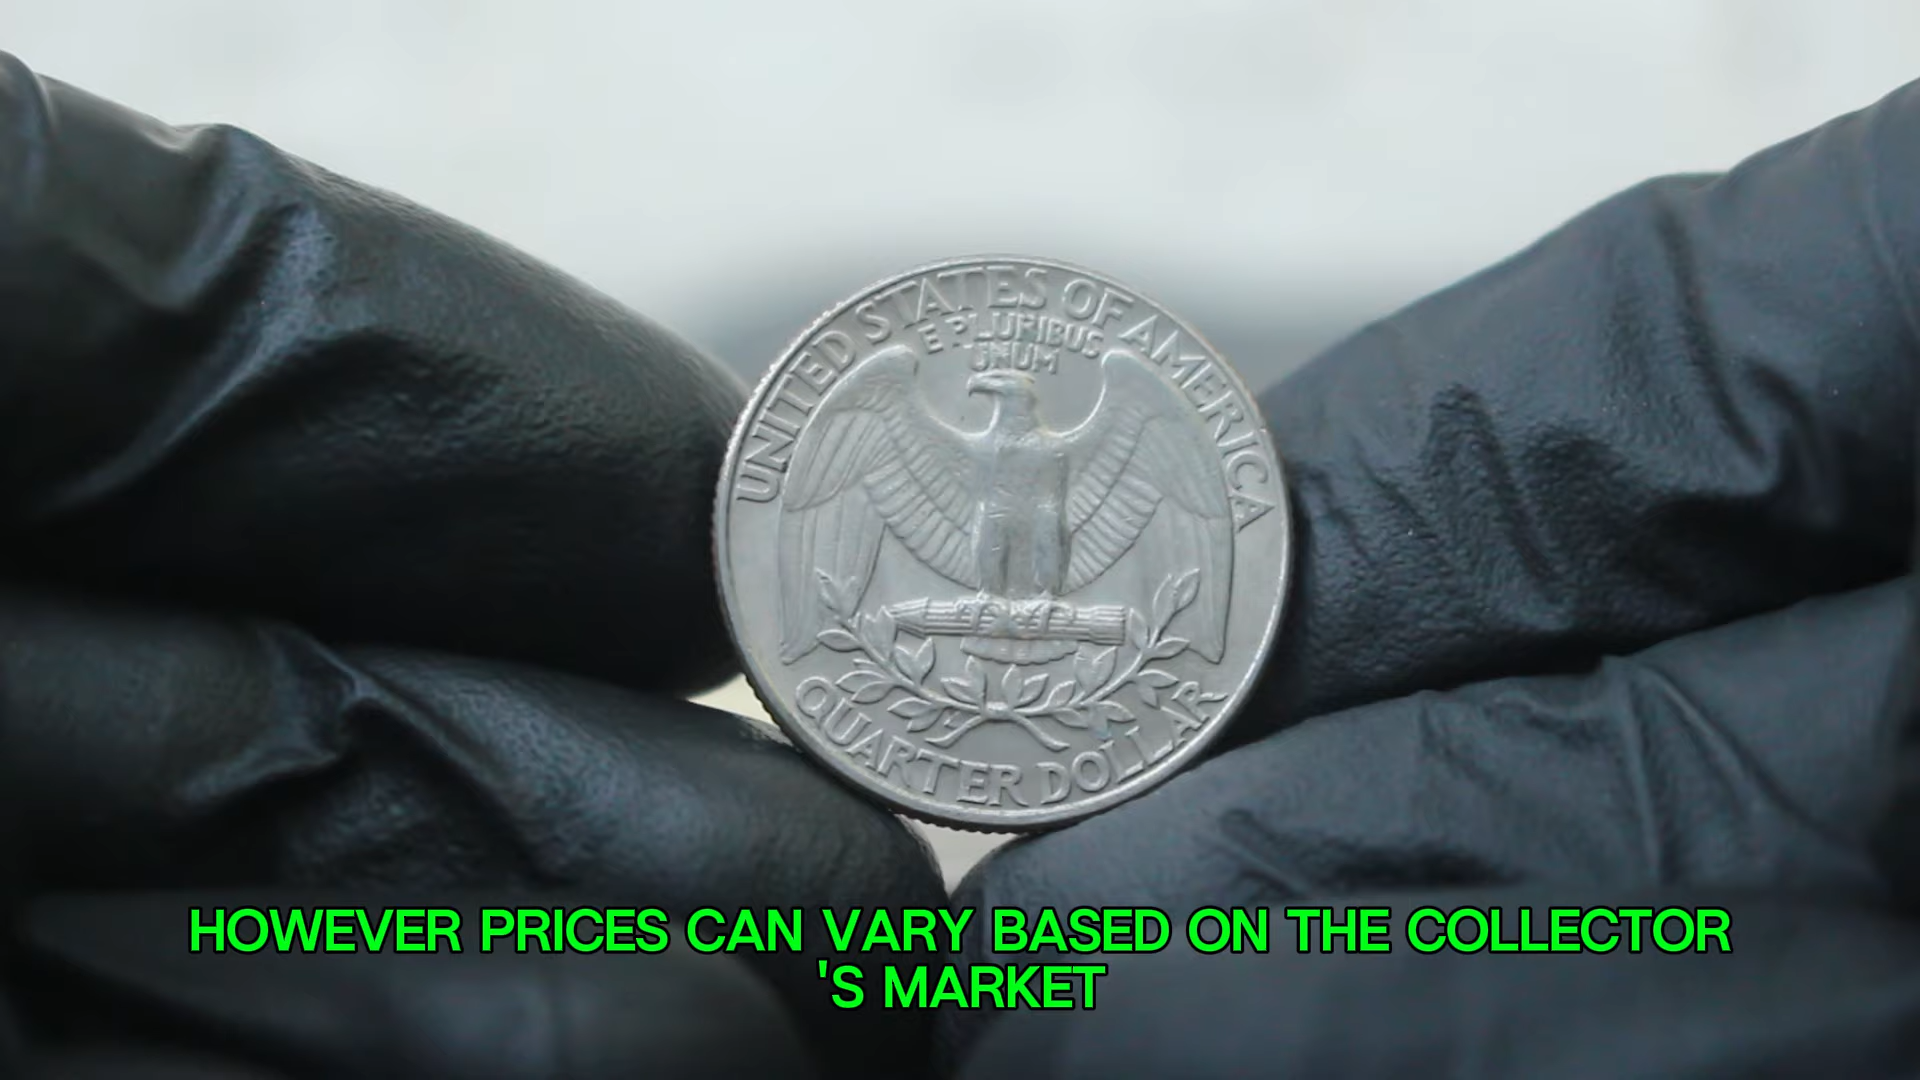 UNITED STATES OF AMERICA
E PLURIBUS
UNUM
QUARTER DOLLAR
HOWEVER PRICES CAN VARY BASED ON THE COLLECTOR
'S MARKET